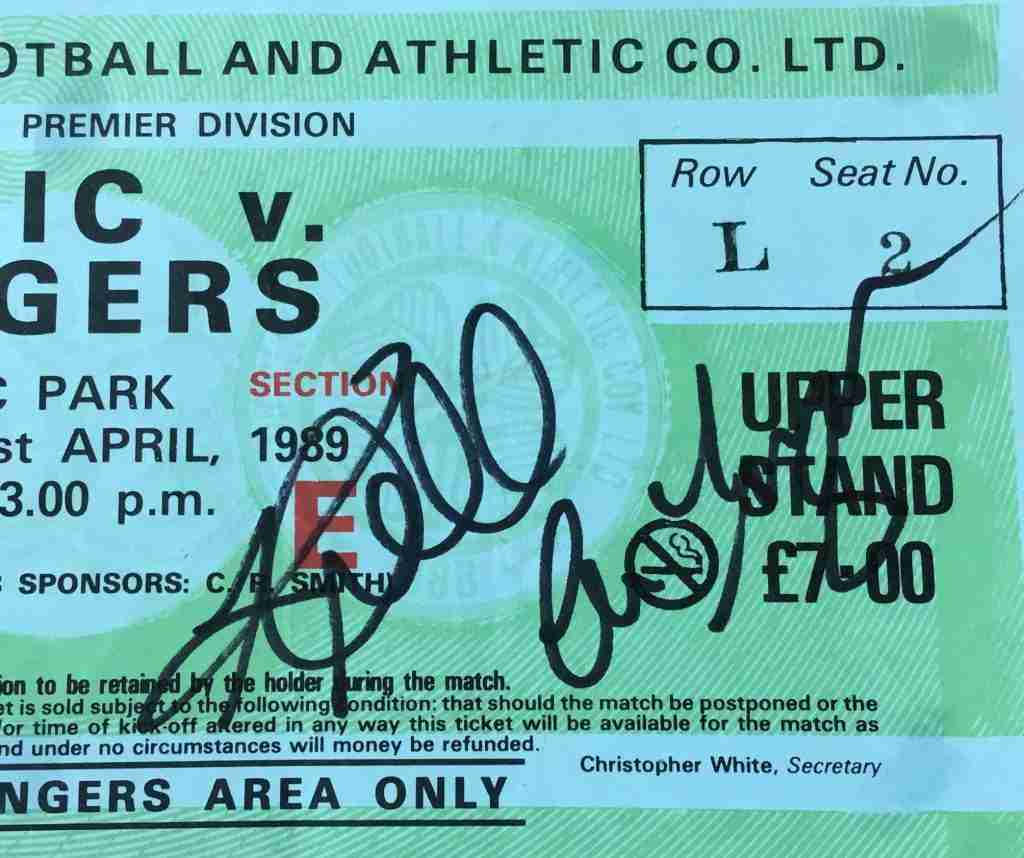 OTBALL AND ATHLETIC CO. LTD.
PREMIER DIVISION
IC v.
GERS
Row Seat No.
L 2
C PARK
SECTION
st APRIL, 1989
3.00 p.m.
E
UPPER
STAND
£7·00
SPONSORS: C. R. SMITH)
ion to be retained by the holder during the match.
et is sold subject to the following condition: that should the match be postponed or the
/or time of kick-off altered in any way this ticket will be available for the match as
nd under no circumstances will money be refunded.
Christopher White, Secretary
NGERS AREA ONLY